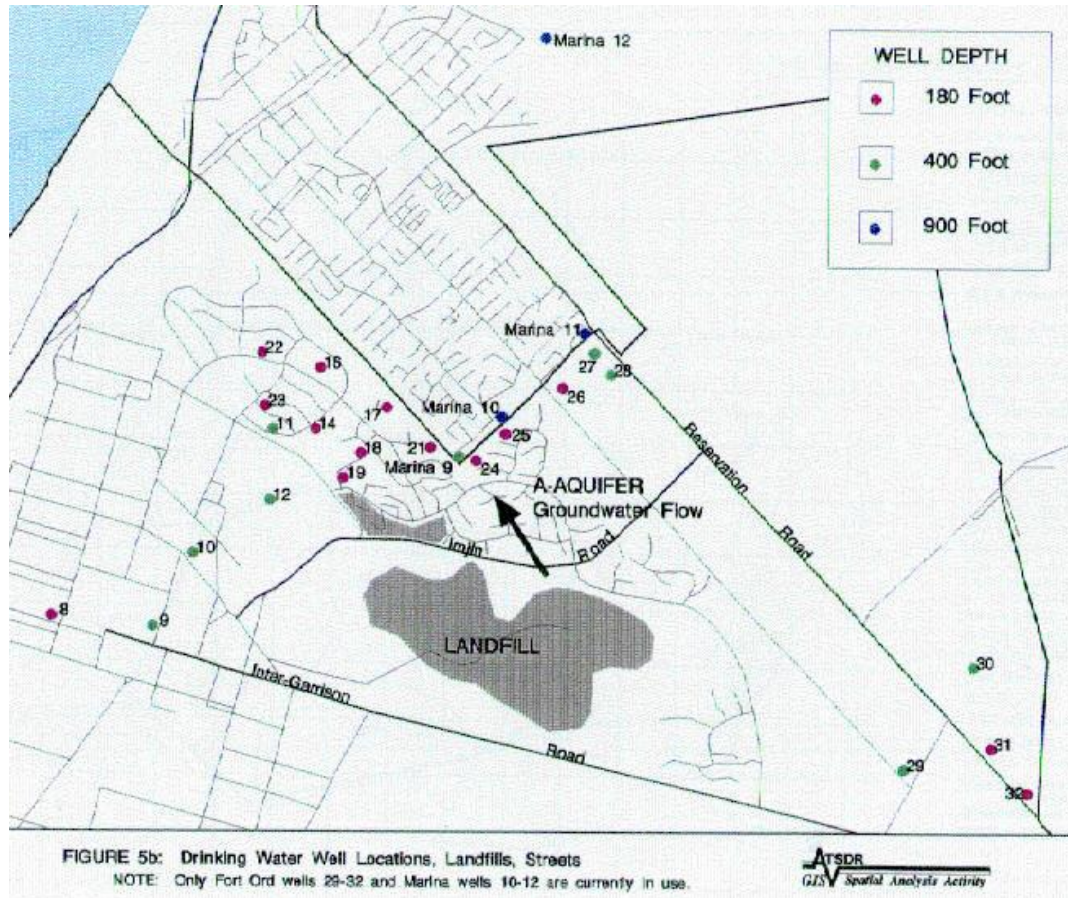 Marina 12
WELL DEPTH
180 Foot
400 Foot
900 Foot
Marina 11
22
16
27
28
26
23
17
Marina 10
11
14
25
18
21
Marina 9
24
19
Reservation
Road
12
A-AQUIFER
Groundwater Flow
10
Imjin
Road
8
9
LANDFILL
30
Inter-Garrison
Road
31
29
32
FIGURE 5b: Drinking Water Well Locations, Landfills, Streets
NOTE: Only Fort Ord wells 29-32 and Marina wells 10-12 are currently in use.
ATSDR
GIS Spatial Analysis Activity